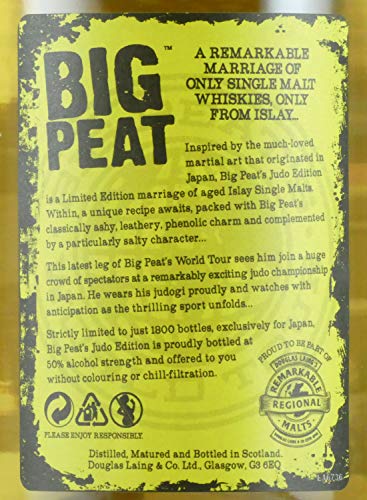 BIG
PEAT™
A REMARKABLE
MARRIAGE OF
ONLY SINGLE MALT
WHISKIES, ONLY
FROM ISLAY...
Inspired by the much-loved
martial art that originated in
Japan, Big Peat's Judo Edition
is a Limited Edition marriage of aged Islay Single Malts.
Within, a unique recipe awaits, packed with Big Peat's
classically ashy, leathery, phenolic charm and complemented
by a particularly salty character...
This latest leg of Big Peat's World Tour sees him join a huge
crowd of spectators at a remarkably exciting judo championship
in Japan. He wears his judogi proudly and watches with
anticipation as the thrilling sport unfolds...
Strictly limited to just 1800 bottles, exclusively for Japan,
Big Peat's Judo Edition is proudly bottled at
50% alcohol strength and offered to you
without colouring or chill-filtration.
PROUD TO BE PART OF
DOUGLAS LAING'S
REMARKABLE
REGIONAL
MALTS
PLEASE ENJOY RESPONSIBLY.
Distilled, Matured and Bottled in Scotland.
Douglas Laing & Co. Ltd., Glasgow, G3 6EQ